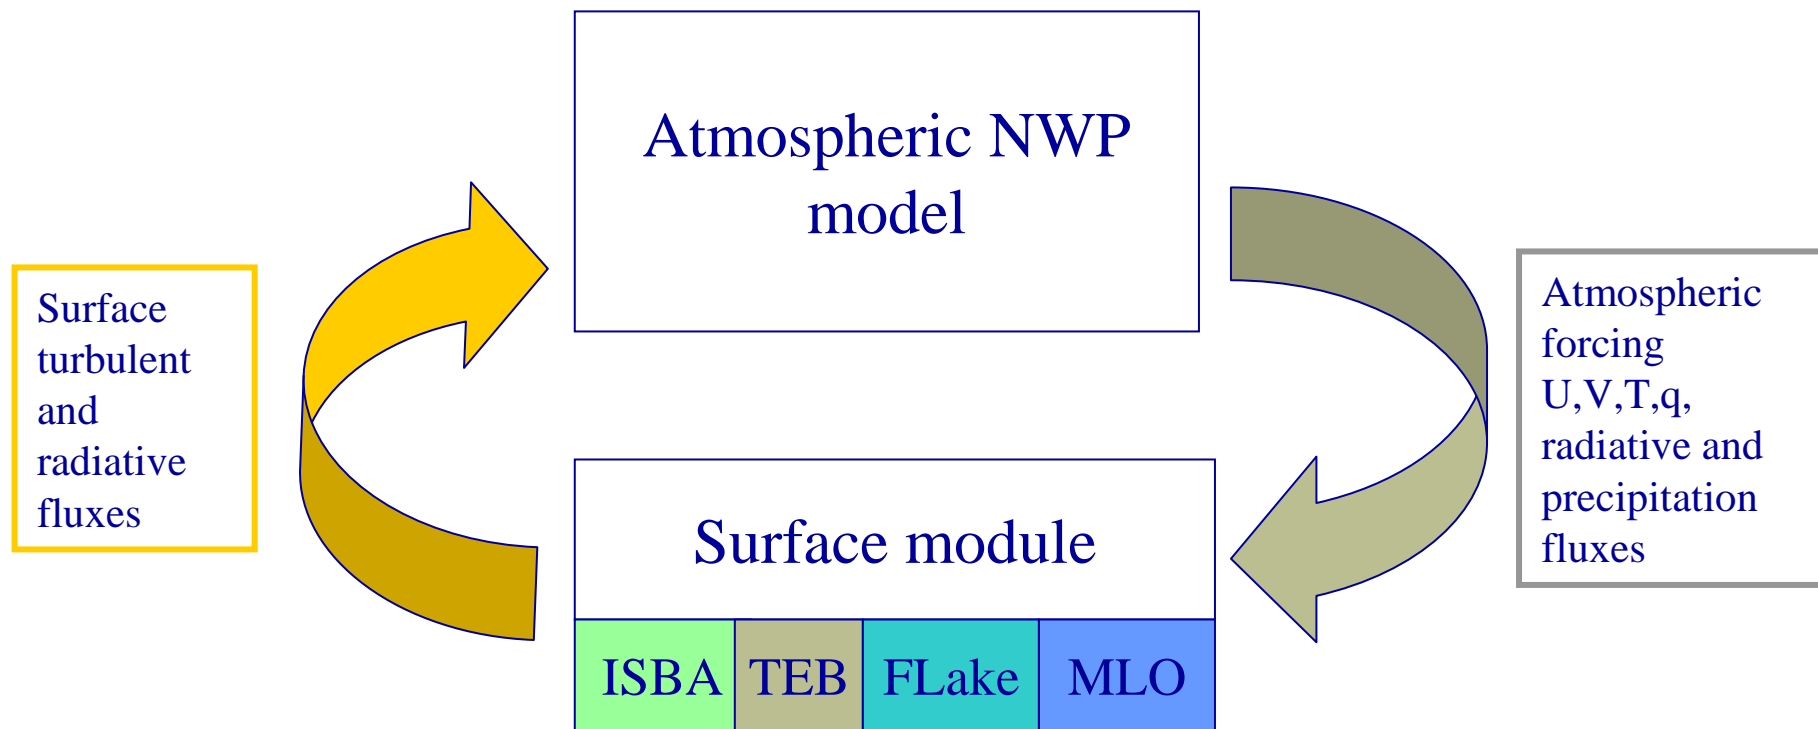 Atmospheric NWP
model
Surface
turbulent
and
radiative
fluxes
Atmospheric
forcing
U,V,T,q,
radiative and
precipitation
fluxes
Surface module
ISBA TEB FLake MLO